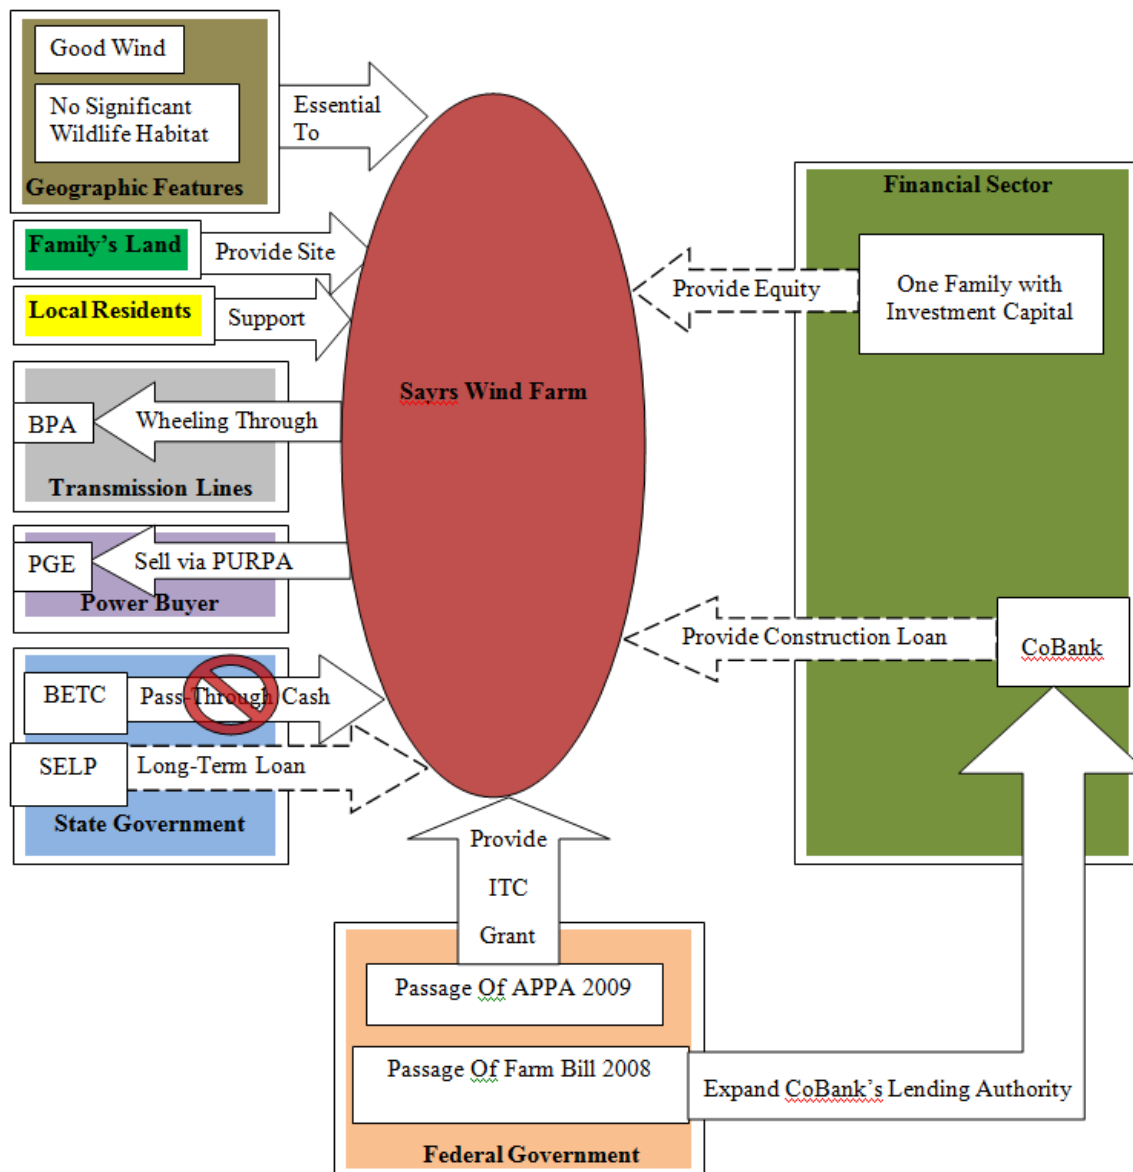 Good Wind
No Significant
Wildlife Habitat
Geographic Features
Essential
To
Family's Land
Provide Site
Local Residents
Support
BPA
Wheeling Through
Transmission Lines
PGE
Sell via PURPA
Power Buyer
BETC
Pass-Through Cash
SELP
Long-Term Loan
State Government
Sayrs Wind Farm
Financial Sector
One Family with
Investment Capital
Provide Equity
CoBank
Provide Construction Loan
Provide
ITC
Grant
Passage Of APPA 2009
Passage Of Farm Bill 2008
Federal Government
Expand CoBank's Lending Authority